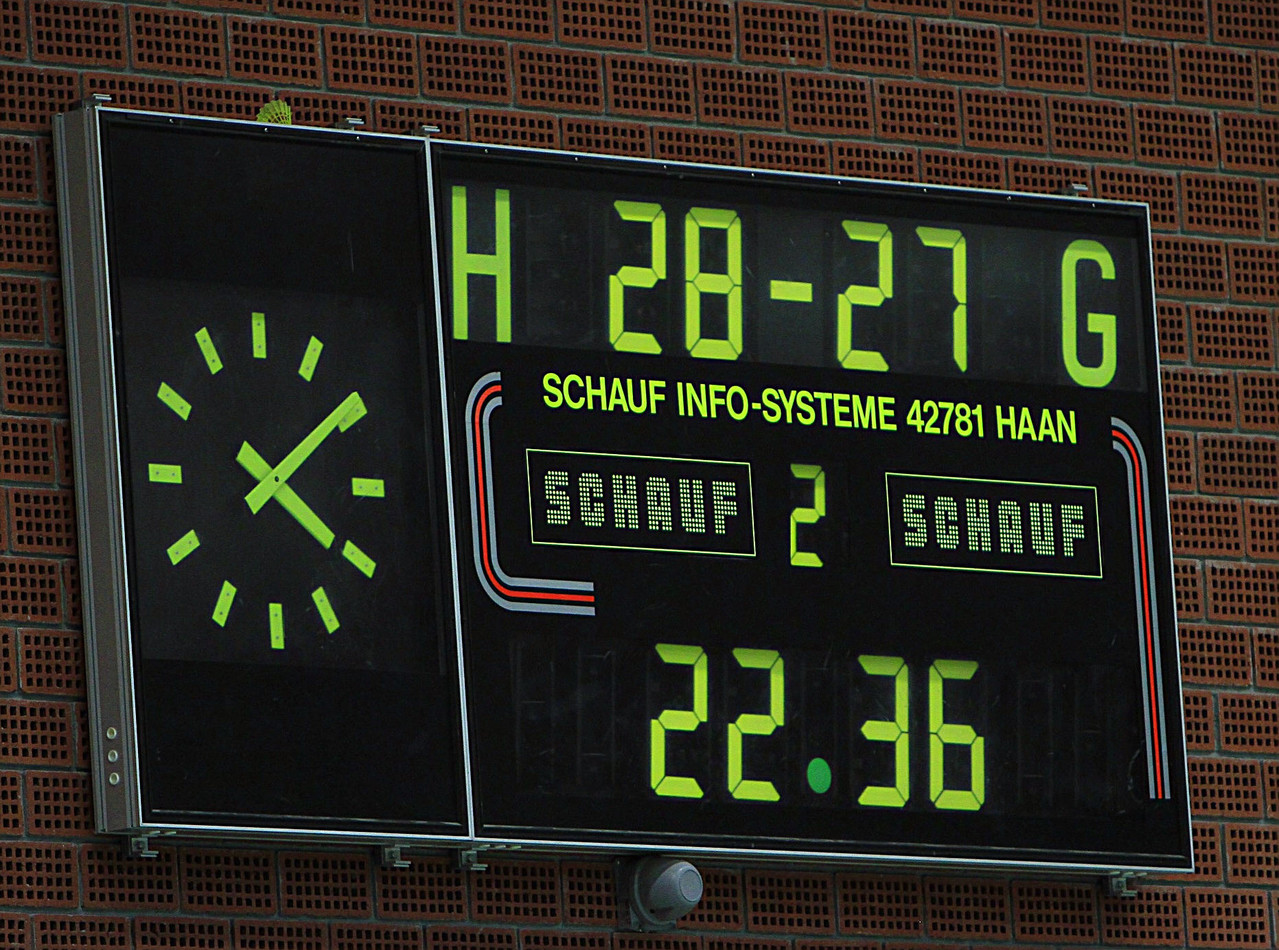 H 28-27 G
SCHAUF INFO-SYSTEME 42781 HAAN
SCHAUF 2 SCHAUF
22.36